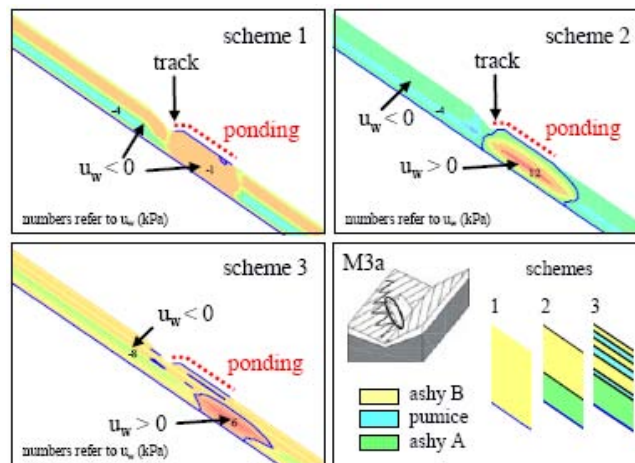 scheme 1
track
ponding
-4
u_w < 0
-1
numbers refer to u_w (kPa)
scheme 2
track
u_w < 0
-4
ponding
u_w > 0
12
numbers refer to u_w (kPa)
scheme 3
u_w < 0
-8
ponding
u_w > 0
6
numbers refer to u_w (kPa)
M3a
schemes
1 2 3
ashy B
pumice
ashy A